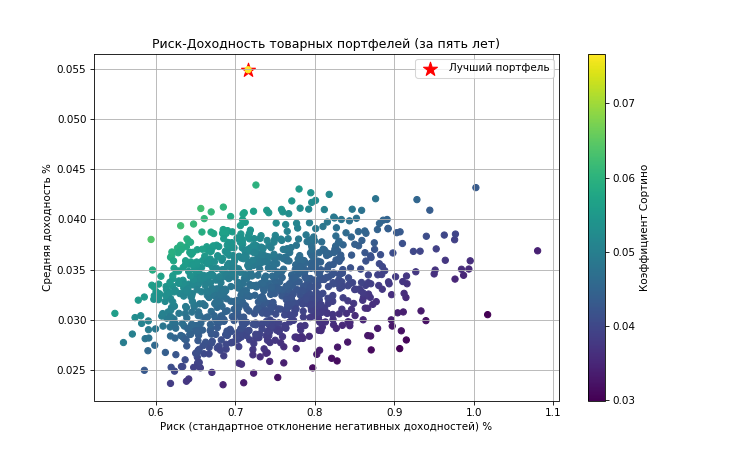 Риск-Доходность товарных портфелей (за пять лет)
Лучший портфель
0.055
0.050
0.045
0.040
0.035
0.030
0.025
Средняя доходность %
0.6 0.7 0.8 0.9 1.0 1.1
Риск (стандартное отклонение негативных доходностей) %
0.07
0.06
0.05
0.04
0.03
Коэффициент Сортино